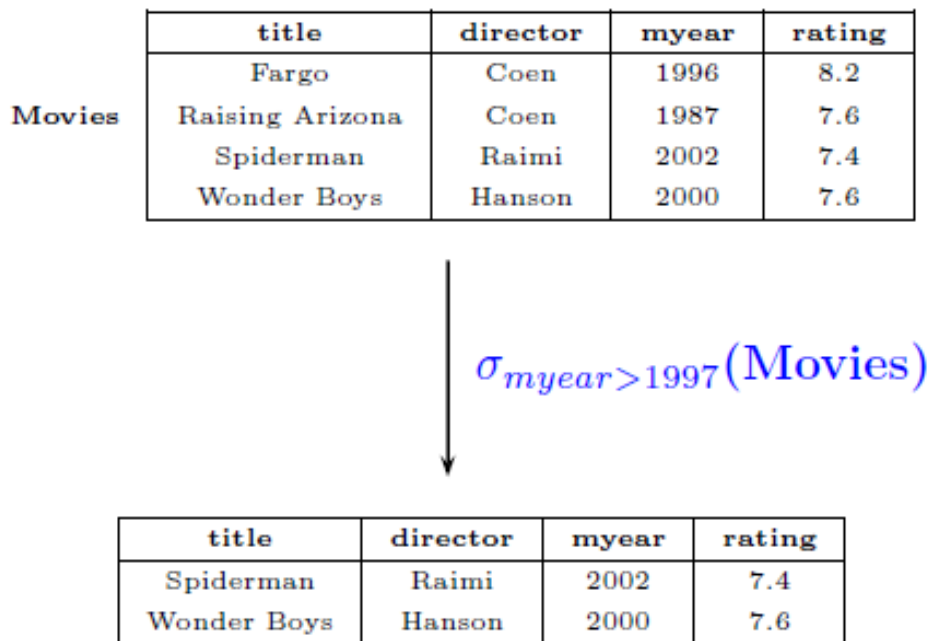 title director myear rating
Fargo Coen 1996 8.2
Movies Raising Arizona Coen 1987 7.6
Spiderman Raimi 2002 7.4
Wonder Boys Hanson 2000 7.6
σmyear>1997(Movies)
title director myear rating
Spiderman Raimi 2002 7.4
Wonder Boys Hanson 2000 7.6